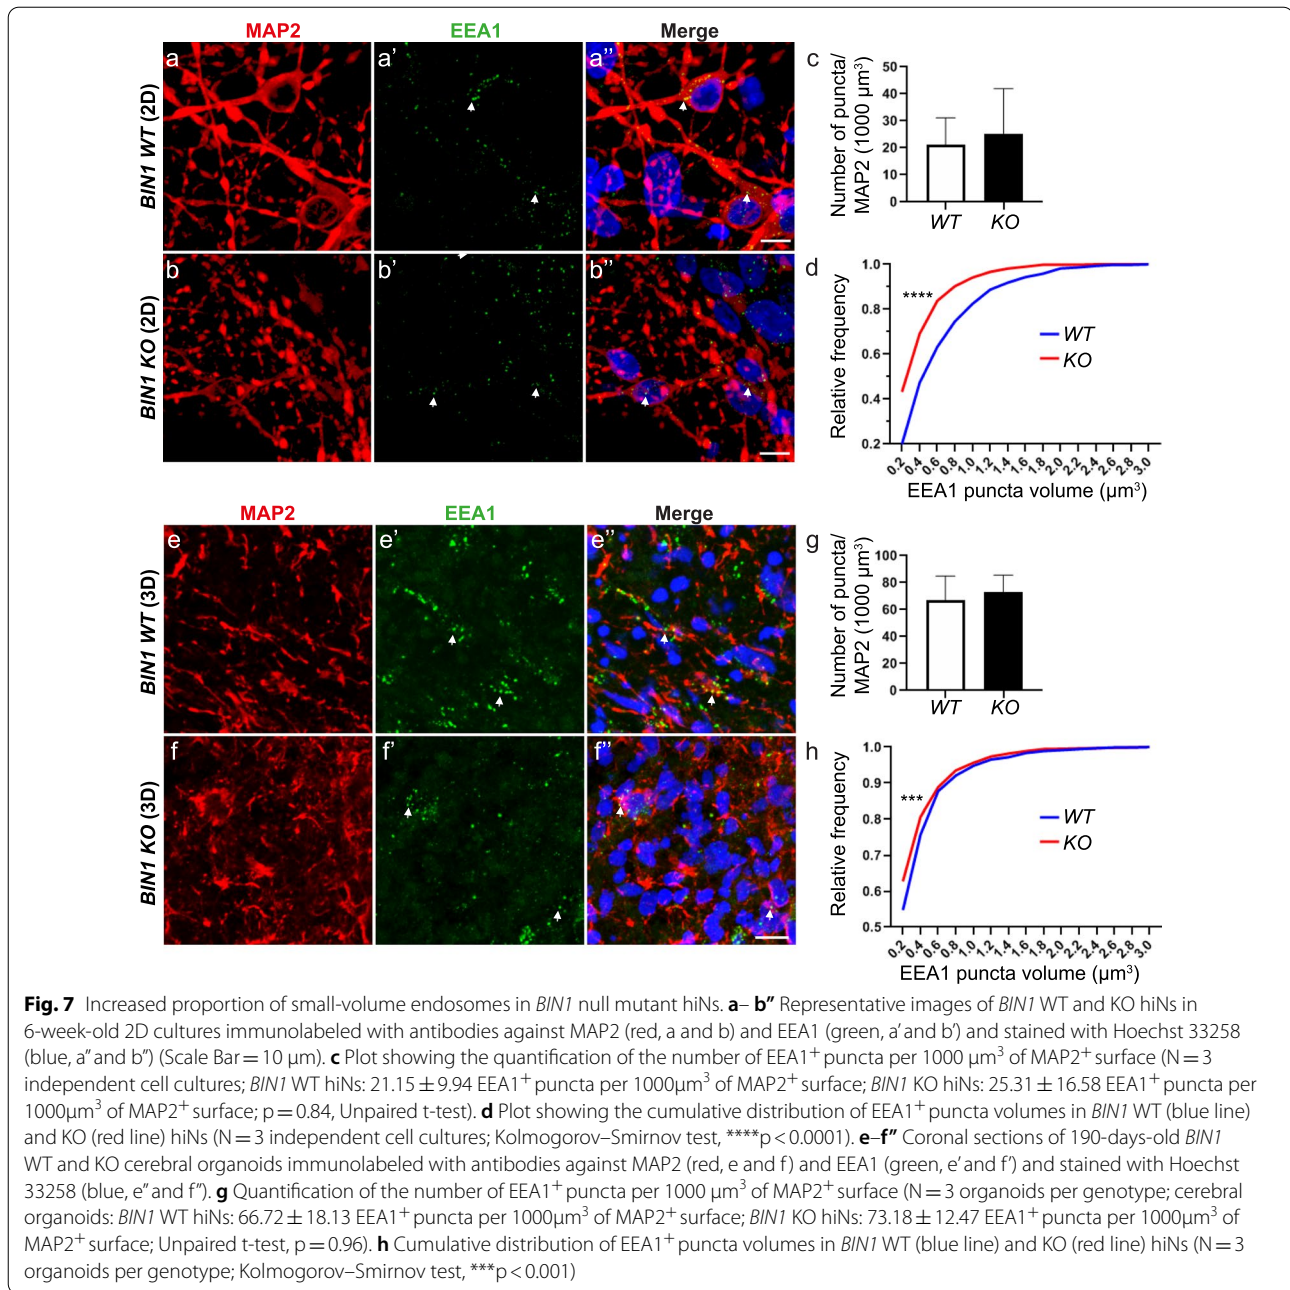 MAP2 EEA1 Merge
BIN1 WT (2D)
a a’ a’’
BIN1 KO (2D)
b b’ b’’
c
Number of puncta/
MAP2 (1000 µm³)
50
40
30
20
10
0
WT KO
d
Relative frequency
1.0
0.8
0.6
0.4
0.2
****
WT
KO
0.2 0.4 0.6 0.8 1.0 1.2 1.4 1.6 1.8 2.0 2.2 2.4 2.6 2.8 3.0
EEA1 puncta volume (µm³)
MAP2 EEA1 Merge
BIN1 WT (3D)
e e’ e’’
BIN1 KO (3D)
f f’ f’’
g
Number of puncta/
MAP2 (1000 µm³)
100
80
60
40
20
0
WT KO
h
Relative frequency
1.0
0.9
0.8
0.7
0.6
0.5
***
WT
KO
0.2 0.4 0.6 0.8 1.0 1.2 1.4 1.6 1.8 2.0 2.2 2.4 2.6 2.8 3.0
EEA1 puncta volume (µm³)
Fig. 7 Increased proportion of small-volume endosomes in BIN1 null mutant hiNs. a– b” Representative images of BIN1 WT and KO hiNs in
6-week-old 2D cultures immunolabeled with antibodies against MAP2 (red, a and b) and EEA1 (green, a’ and b’) and stained with Hoechst 33258
(blue, a” and b”) (Scale Bar = 10 µm). c Plot showing the quantification of the number of EEA1⁺ puncta per 1000 µm³ of MAP2⁺ surface (N = 3
independent cell cultures; BIN1 WT hiNs: 21.15 ± 9.94 EEA1⁺ puncta per 1000µm³ of MAP2⁺ surface; BIN1 KO hiNs: 25.31 ± 16.58 EEA1⁺ puncta per
1000µm³ of MAP2⁺ surface; p = 0.84, Unpaired t-test). d Plot showing the cumulative distribution of EEA1⁺ puncta volumes in BIN1 WT (blue line)
and KO (red line) hiNs (N = 3 independent cell cultures; Kolmogorov–Smirnov test, ****p < 0.0001). e–f” Coronal sections of 190-days-old BIN1
WT and KO cerebral organoids immunolabeled with antibodies against MAP2 (red, e and f) and EEA1 (green, e’ and f’) and stained with Hoechst
33258 (blue, e” and f”). g Quantification of the number of EEA1⁺ puncta per 1000 µm³ of MAP2⁺ surface (N = 3 organoids per genotype; cerebral
organoids: BIN1 WT hiNs: 66.72 ± 18.13 EEA1⁺ puncta per 1000µm³ of MAP2⁺ surface; BIN1 KO hiNs: 73.18 ± 12.47 EEA1⁺ puncta per 1000µm³ of
MAP2⁺ surface; Unpaired t-test, p = 0.96). h Cumulative distribution of EEA1⁺ puncta volumes in BIN1 WT (blue line) and KO (red line) hiNs (N = 3
organoids per genotype; Kolmogorov–Smirnov test, ***p < 0.001)